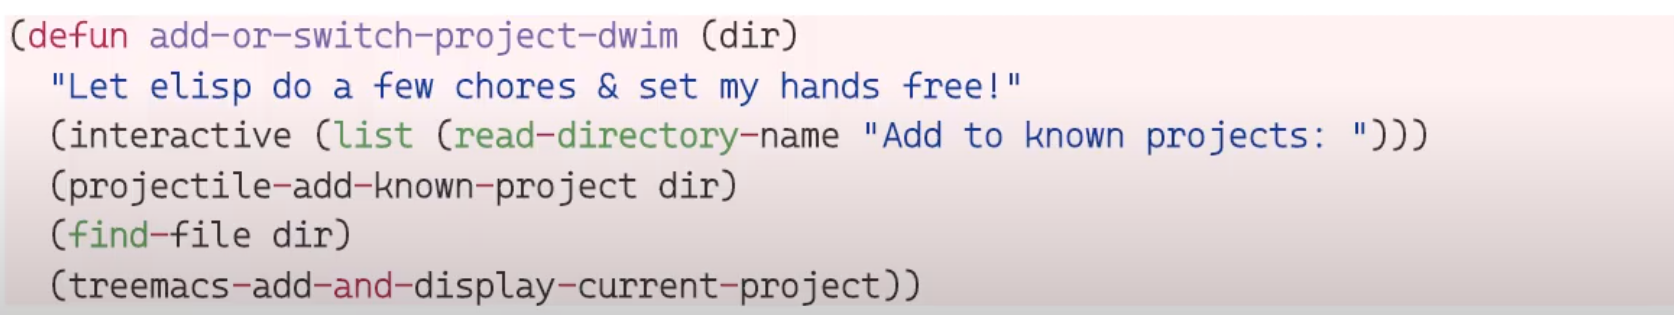 (defun add-or-switch-project-dwim (dir)
"Let elisp do a few chores & set my hands free!"
(interactive (list (read-directory-name "Add to known projects: ")))
(projectile-add-known-project dir)
(find-file dir)
(treemacs-add-and-display-current-project))